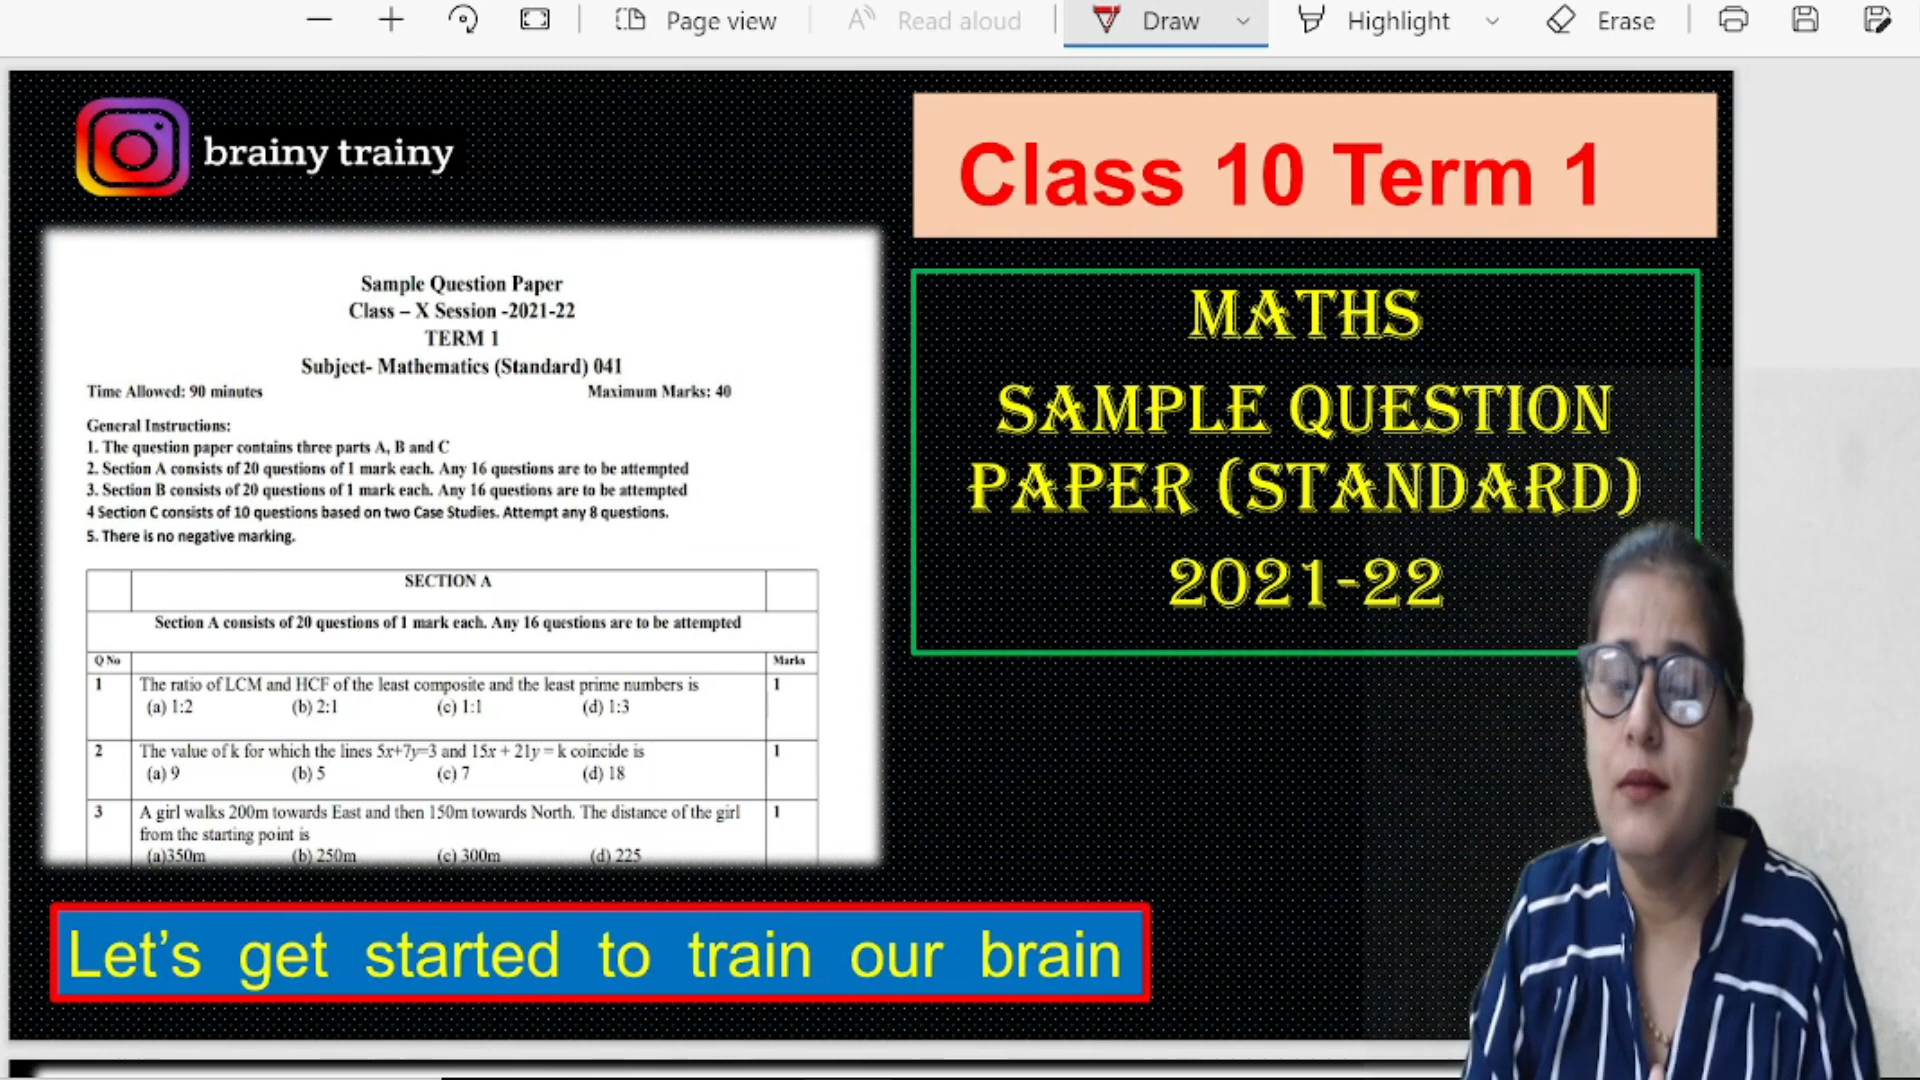 Page view
Read aloud
Draw
Highlight
Erase
brainy trainy
Class 10 Term 1
Sample Question Paper
Class – X Session -2021-22
TERM 1
Subject- Mathematics (Standard) 041
Time Allowed: 90 minutes Maximum Marks: 40
General Instructions:
1. The question paper contains three parts A, B and C
2. Section A consists of 20 questions of 1 mark each. Any 16 questions are to be attempted
3. Section B consists of 20 questions of 1 mark each. Any 16 questions are to be attempted
4 Section C consists of 10 questions based on two Case Studies. Attempt any 8 questions.
5. There is no negative marking.
SECTION A
Section A consists of 20 questions of 1 mark each. Any 16 questions are to be attempted
Q No Marks
1 The ratio of LCM and HCF of the least composite and the least prime numbers is 1
(a) 1:2 (b) 2:1 (c) 1:1 (d) 1:3
2 The value of k for which the lines 5x+7y=3 and 15x + 21y = k coincide is 1
(a) 9 (b) 5 (c) 7 (d) 18
3 A girl walks 200m towards East and then 150m towards North. The distance of the girl 1
from the starting point is
(a)350m (b) 250m (c) 300m (d) 225
MATHS
SAMPLE QUESTION
PAPER (STANDARD)
2021-22
Let's get started to train our brain